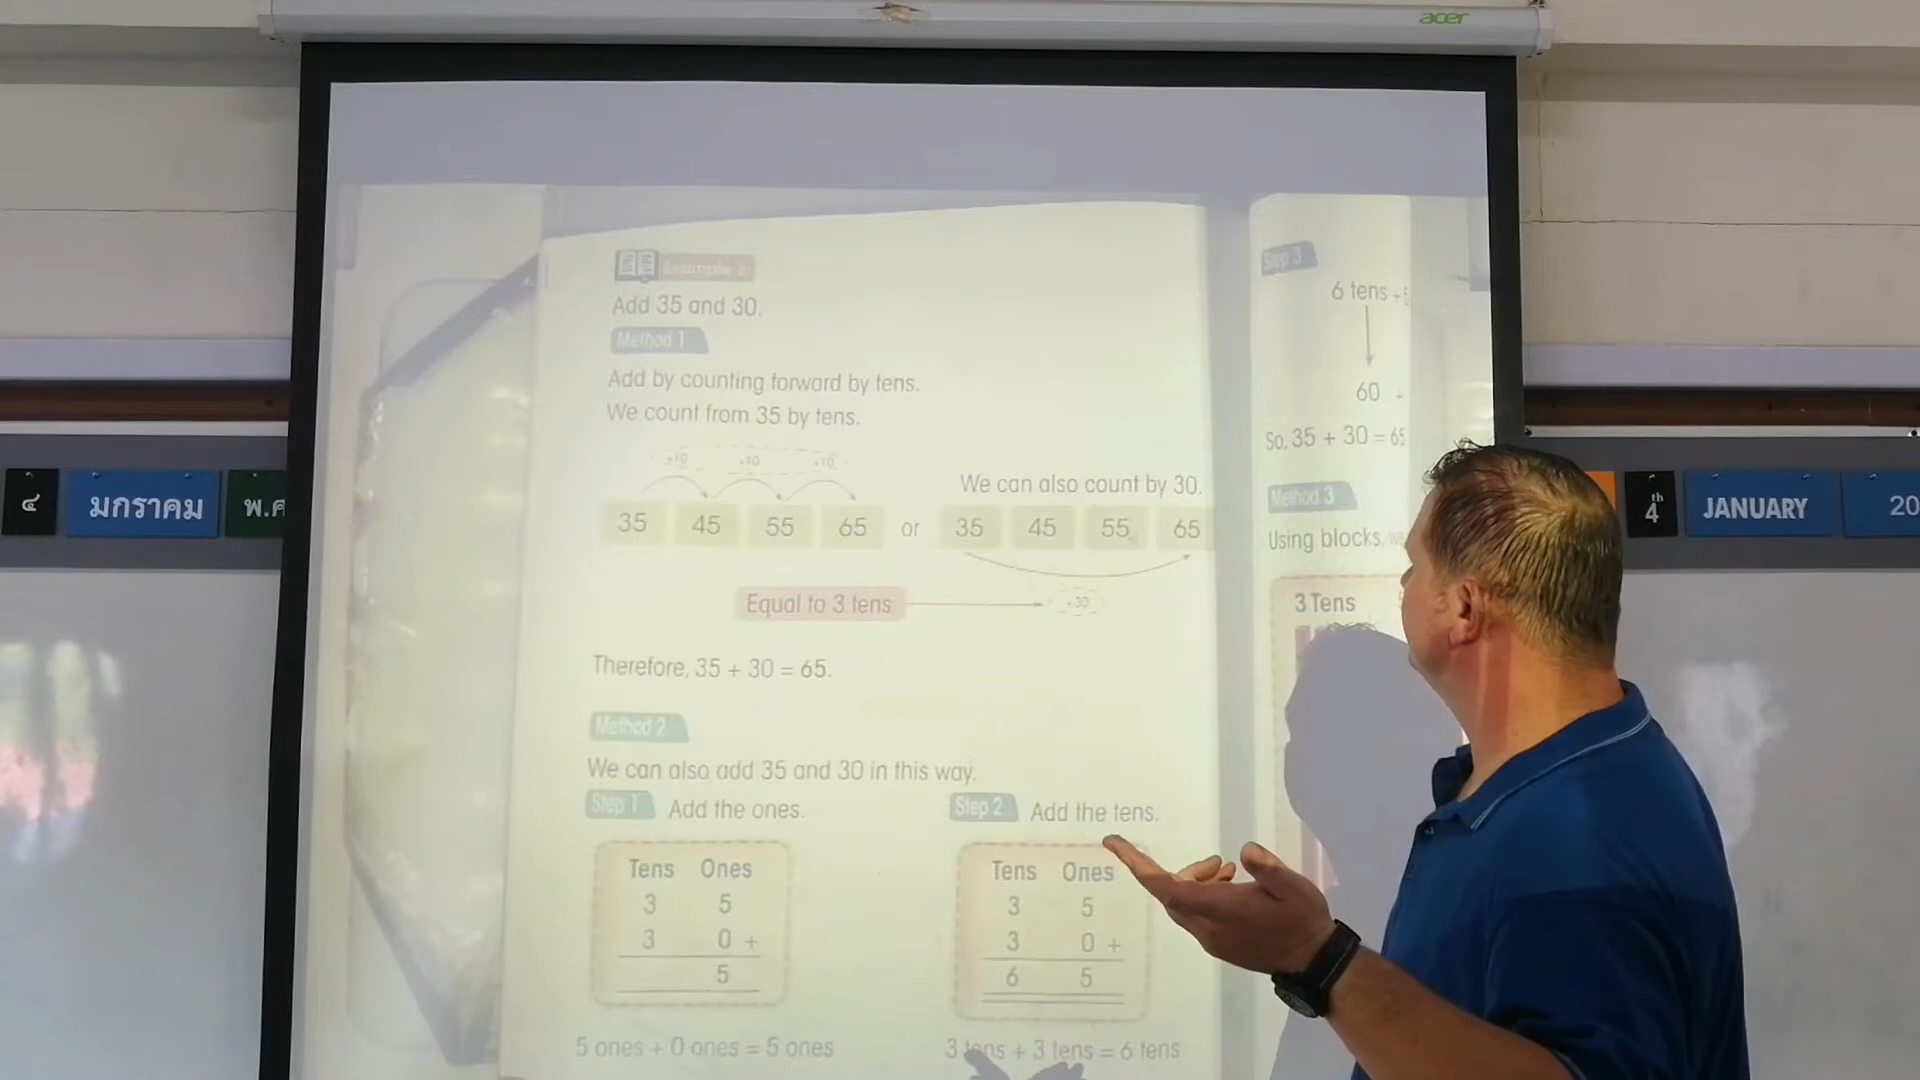 acer
Example 2
Add 35 and 30.
Method 1
Add by counting forward by tens.
We count from 35 by tens.
+10 +10 +10
We can also count by 30.
35 45 55 65 or 35 45 55 65
Equal to 3 tens
+30
Therefore, 35 + 30 = 65.
Method 2
We can also add 35 and 30 in this way.
Step 1 Add the ones.
Step 2 Add the tens.
Tens Ones
3 5
3 0 +
5
Tens Ones
3 5
3 0 +
6 5
5 ones + 0 ones = 5 ones
3 tens + 3 tens = 6 tens
Step 3
6 tens +
60
So, 35 + 30 = 65
Method 3
Using blocks,
3 Tens
๔ มกราคม พ.ศ
4th JANUARY 20